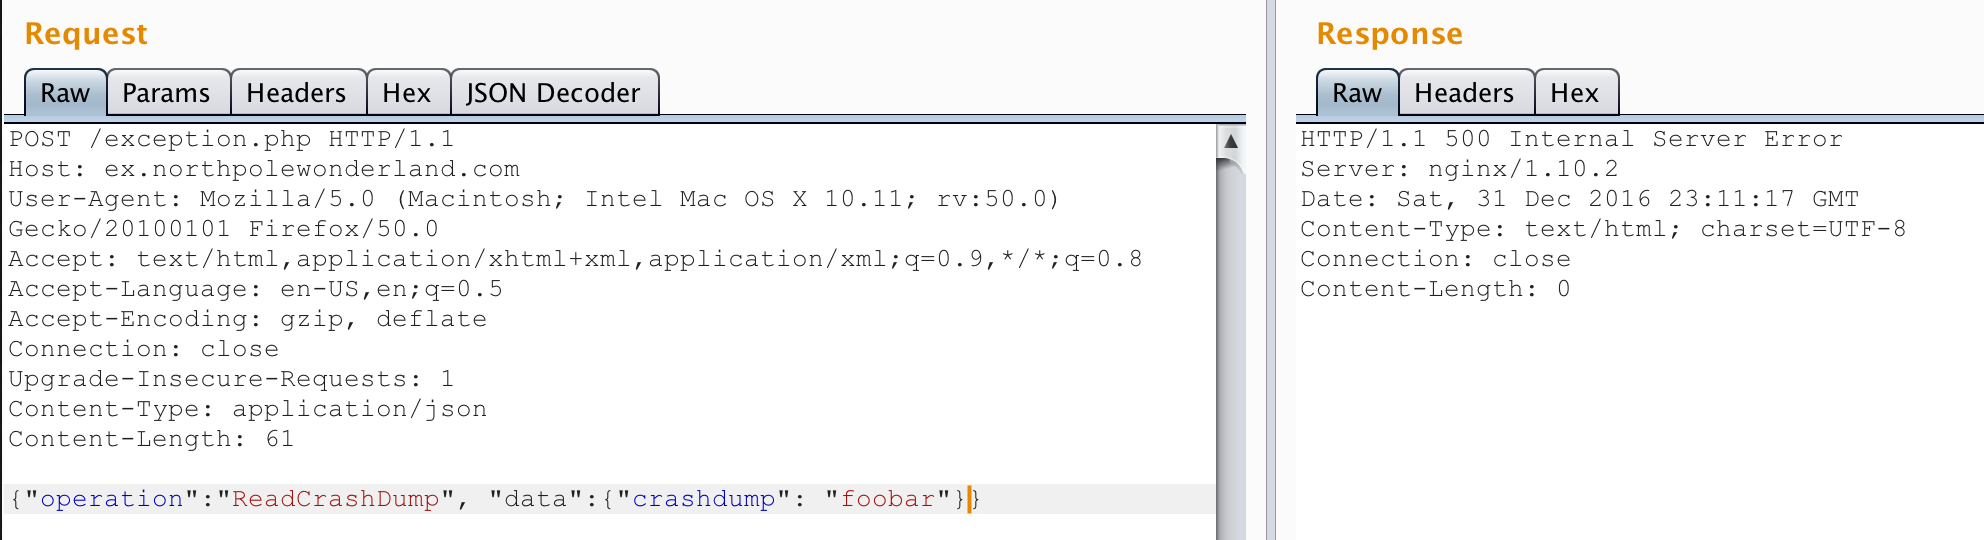 Request
Raw Params Headers Hex JSON Decoder
POST /exception.php HTTP/1.1
Host: ex.northpolewonderland.com
User-Agent: Mozilla/5.0 (Macintosh; Intel Mac OS X 10.11; rv:50.0)
Gecko/20100101 Firefox/50.0
Accept: text/html,application/xhtml+xml,application/xml;q=0.9,*/*;q=0.8
Accept-Language: en-US,en;q=0.5
Accept-Encoding: gzip, deflate
Connection: close
Upgrade-Insecure-Requests: 1
Content-Type: application/json
Content-Length: 61
{"operation":"ReadCrashDump", "data":{"crashdump": "foobar"}}
Response
Raw Headers Hex
HTTP/1.1 500 Internal Server Error
Server: nginx/1.10.2
Date: Sat, 31 Dec 2016 23:11:17 GMT
Content-Type: text/html; charset=UTF-8
Connection: close
Content-Length: 0